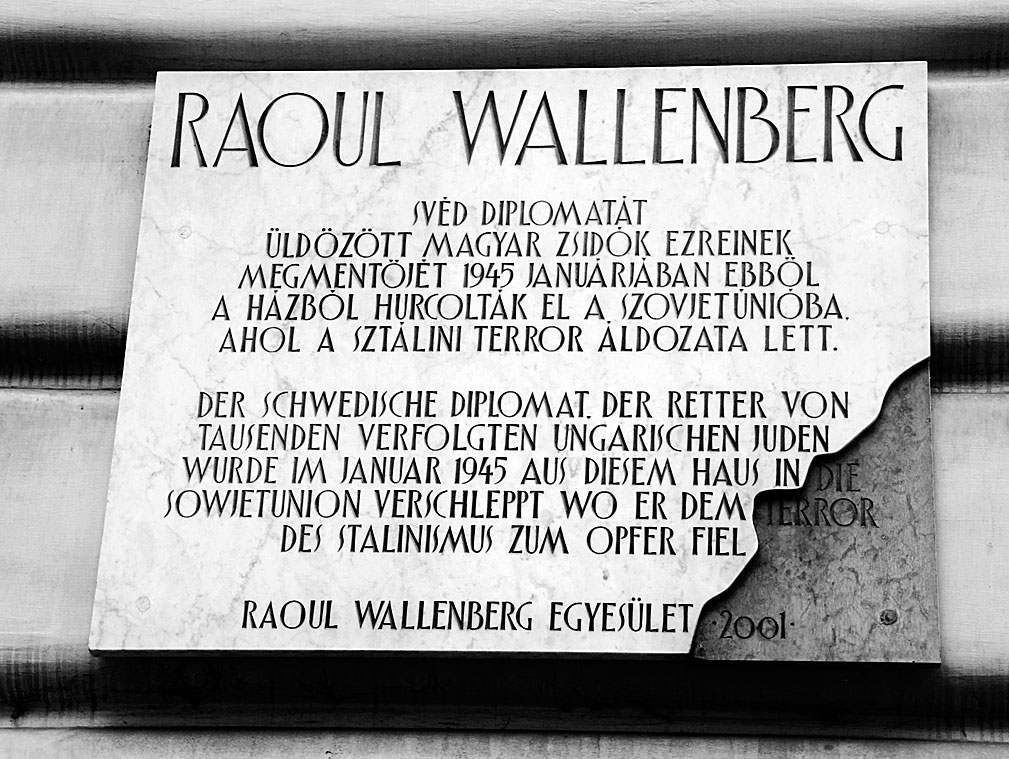 RAOUL WALLENBERG
SVÉD DIPLOMATÁT
ÜLDÖZÖTT MAGYAR ZSIDÓK EZREINEK
MEGMENTŐJÉT 1945 JANUÁRJÁBAN EBBŐL
A HÁZBÓL HURCOLTÁK EL A SZOVJETÚNIÓBA.
AHOL A SZTÁLINI TERROR ÁLDOZATA LETT.
DER SCHWEDISCHE DIPLOMAT, DER RETTER VON
TAUSENDEN VERFOLGTEN UNGARISCHEN JUDEN
WURDE IM JANUAR 1945 AUS DIESEM HAUS IN DIE
SOWJETUNION VERSCHLEPPT WO ER DEM TERROR
DES STALINISMUS ZUM OPFER FIEL
RAOUL WALLENBERG EGYESÜLET ·2001·